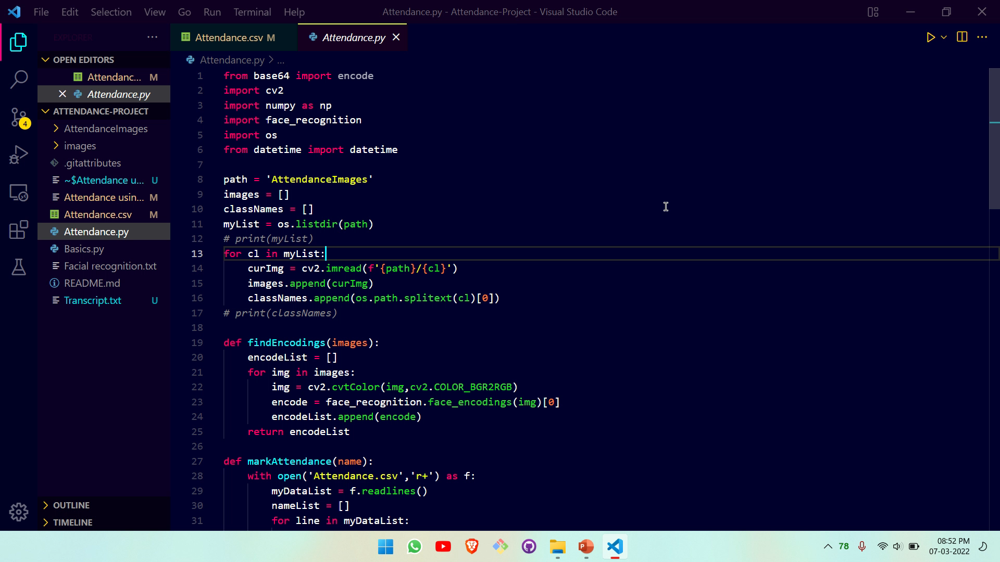 File Edit Selection View Go Run Terminal Help
Attendance.py - Attendance-Project - Visual Studio Code
EXPLORER
OPEN EDITORS
Attendanc... M
Attendance.py
ATTENDANCE-PROJECT
AttendanceImages
images
.gitattributes
~$Attendance u... U
Attendance usin... M
Attendance.csv M
Attendance.py
Basics.py
Facial recognition.txt
README.md
Transcript.txt U
OUTLINE
TIMELINE
4
Attendance.csv M
Attendance.py
Attendance.py > ...
1 from base64 import encode
2 import cv2
3 import numpy as np
4 import face_recognition
5 import os
6 from datetime import datetime
7
8 path = 'AttendanceImages'
9 images = []
10 classNames = []
11 myList = os.listdir(path)
12 # print(myList)
13 for cl in myList:
14     curImg = cv2.imread(f'{path}/{cl}')
15     images.append(curImg)
16     classNames.append(os.path.splitext(cl)[0])
17 # print(classNames)
18
19 def findEncodings(images):
20     encodeList = []
21     for img in images:
22         img = cv2.cvtColor(img,cv2.COLOR_BGR2RGB)
23         encode = face_recognition.face_encodings(img)[0]
24         encodeList.append(encode)
25     return encodeList
26
27 def markAttendance(name):
28     with open('Attendance.csv','r+') as f:
29         myDataList = f.readlines()
30         nameList = []
31         for line in myDataList:
78
08:52 PM
07-03-2022